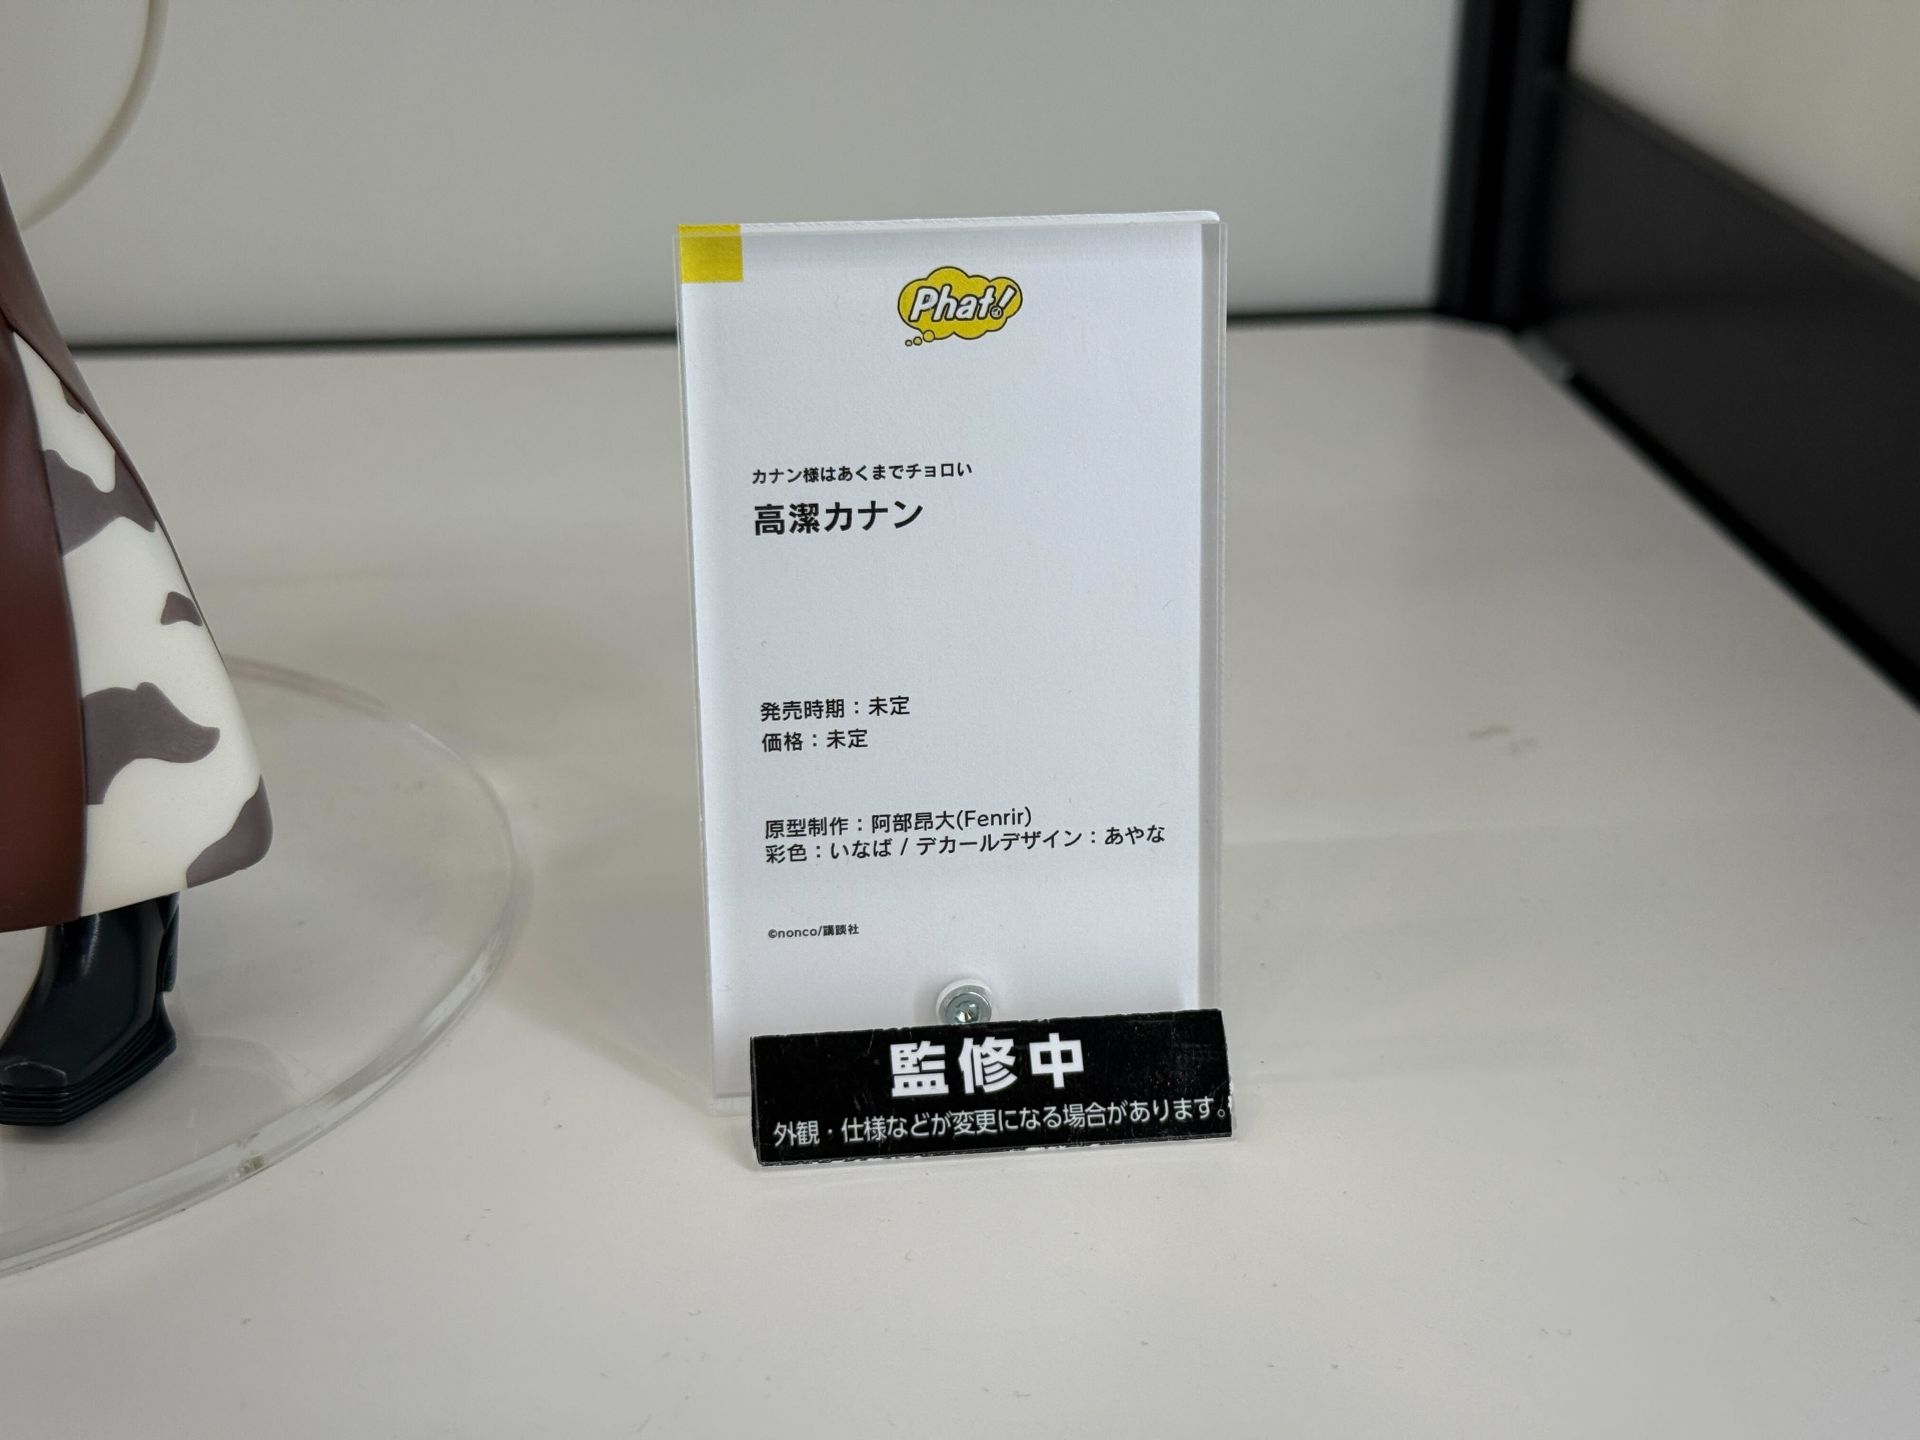 Phat!
カナン様はあくまでチョロい
高潔カナン
発売時期：未定
価格：未定
原型制作：阿部昂大(Fenrir)
彩色：いなば / デカールデザイン：あやな
©nonco/講談社
監修中
外観・仕様などが変更になる場合があります。